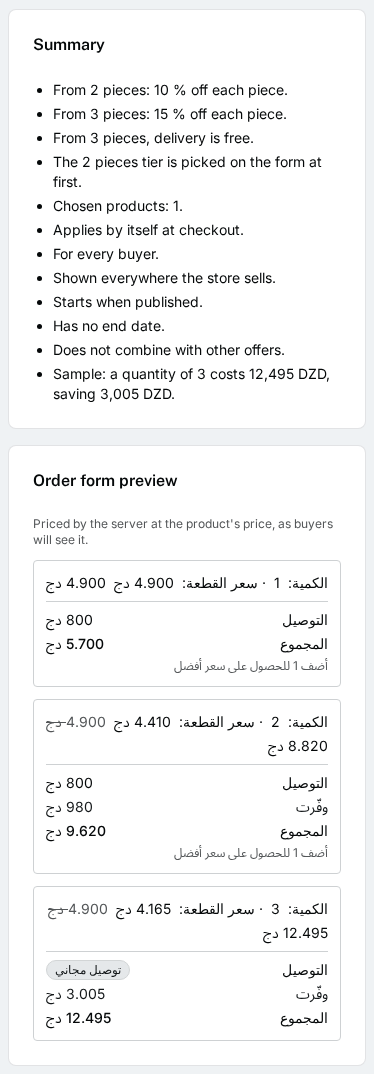 Summary
From 2 pieces: 10 % off each piece.
From 3 pieces: 15 % off each piece.
From 3 pieces, delivery is free.
The 2 pieces tier is picked on the form at
first.
Chosen products: 1.
Applies by itself at checkout.
For every buyer.
Shown everywhere the store sells.
Starts when published.
Has no end date.
Does not combine with other offers.
Sample: a quantity of 3 costs 12,495 DZD,
saving 3,005 DZD.
Order form preview
Priced by the server at the product's price, as buyers
will see it.
الكمية: 1 · سعر القطعة: 4.900 دج 4.900 دج
التوصيل 800 دج
المجموع 5.700 دج
أضف 1 للحصول على سعر أفضل
الكمية: 2 · سعر القطعة: 4.410 دج 4.900 دج
8.820 دج
التوصيل 800 دج
وفّرت 980 دج
المجموع 9.620 دج
أضف 1 للحصول على سعر أفضل
الكمية: 3 · سعر القطعة: 4.165 دج 4.900 دج
12.495 دج
التوصيل توصيل مجاني
وفّرت 3.005 دج
المجموع 12.495 دج